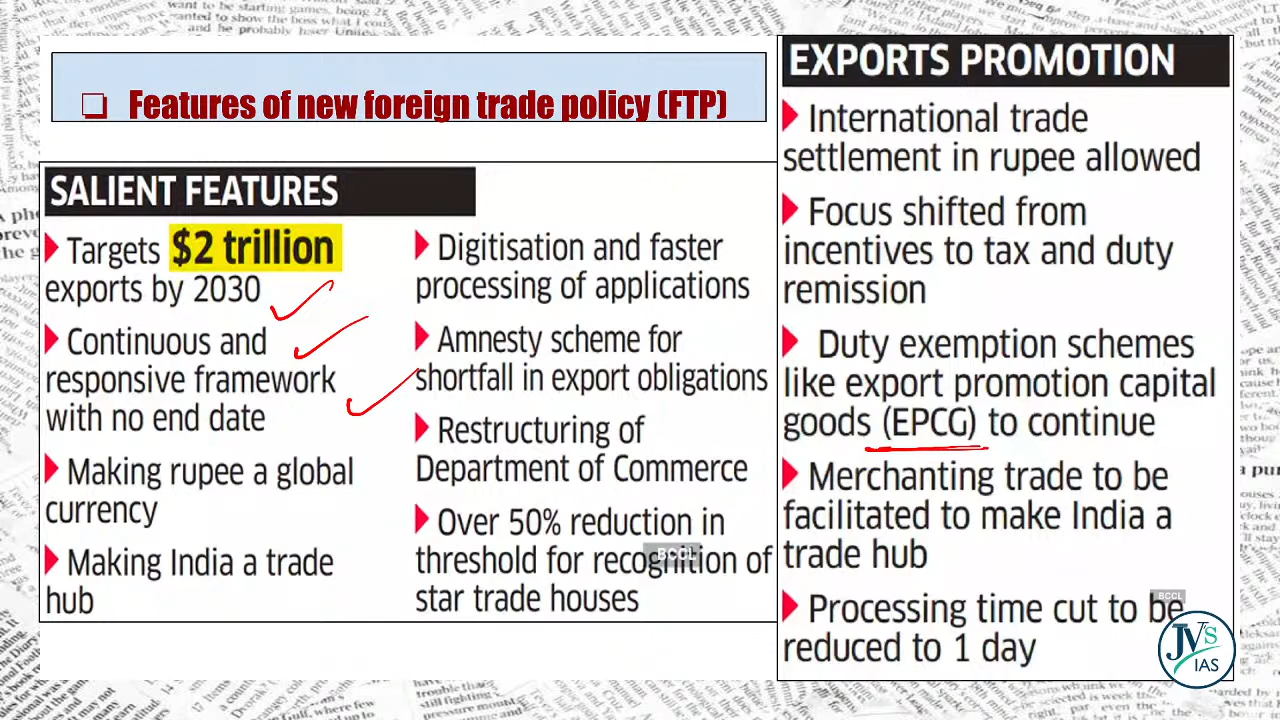 ❑ Features of new foreign trade policy (FTP)
SALIENT FEATURES
Targets $2 trillion
exports by 2030
Continuous and
responsive framework
with no end date
Making rupee a global
currency
Making India a trade
hub
Digitisation and faster
processing of applications
Amnesty scheme for
shortfall in export obligations
Restructuring of
Department of Commerce
Over 50% reduction in
threshold for recognition of
star trade houses
BCCL
EXPORTS PROMOTION
International trade
settlement in rupee allowed
Focus shifted from
incentives to tax and duty
remission
Duty exemption schemes
like export promotion capital
goods (EPCG) to continue
Merchanting trade to be
facilitated to make India a
trade hub
Processing time cut to be
reduced to 1 day
BCCL
JV'S
IAS